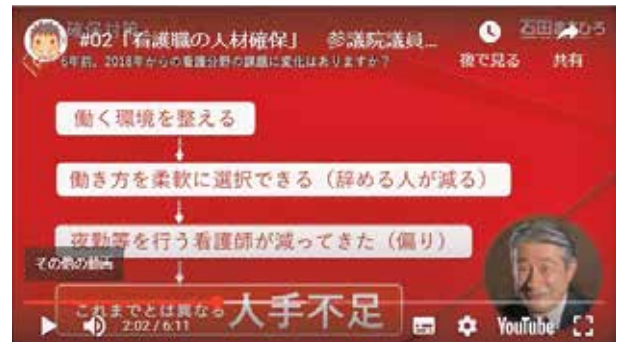 #02「看護職の人材確保」 参議院議員...
石田まさひろ
5年前、2018年からの看護分野の課題に変化はありますか？
後で見る
共有
働く環境を整える
働き方を柔軟に選択できる（辞める人が減る）
夜勤等を行う看護師が減ってきた（偏り）
その他の動画
これまでとは異なる人手不足
2:02 / 6:11
YouTube